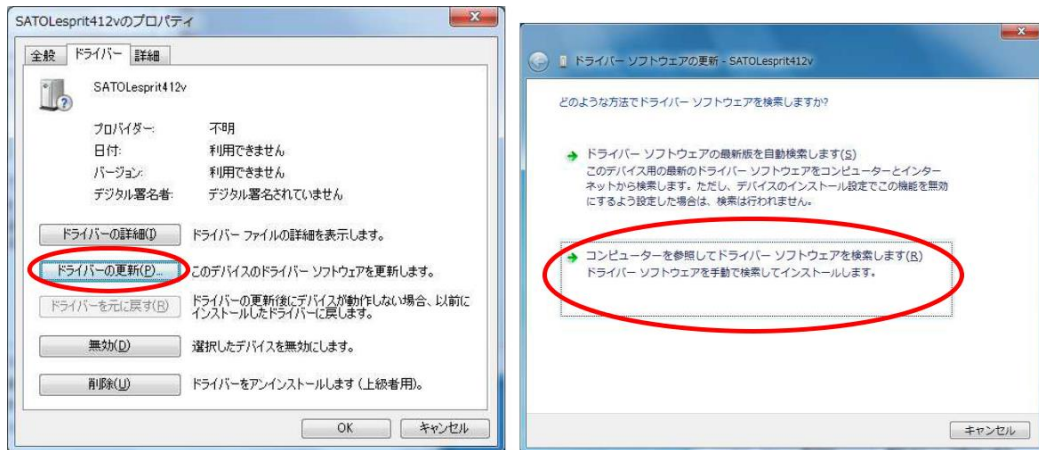 SATOLesprit412vのプロパティ
全般 ドライバー 詳細
SATOLesprit412v
プロバイダー: 不明
日付: 利用できません
バージョン: 利用できません
デジタル署名者: デジタル署名されていません
ドライバーの詳細(I) ドライバー ファイルの詳細を表示します。
ドライバーの更新(P)... このデバイスのドライバー ソフトウェアを更新します。
ドライバーを元に戻す(R) ドライバーの更新後にデバイスが動作しない場合、以前に
インストールしたドライバーに戻します。
無効(D) 選択したデバイスを無効にします。
削除(U) ドライバーをアンインストールします (上級者用)。
OK キャンセル
ドライバー ソフトウェアの更新 - SATOLesprit412v
どのような方法でドライバー ソフトウェアを検索しますか?
ドライバー ソフトウェアの最新版を自動検索します(S)
このデバイス用の最新のドライバー ソフトウェアをコンピューターとインター
ネットから検索します。ただし、デバイスのインストール設定でこの機能を無効
にするよう設定した場合は、検索は行われません。
コンピューターを参照してドライバー ソフトウェアを検索します(R)
ドライバー ソフトウェアを手動で検索してインストールします。
キャンセル